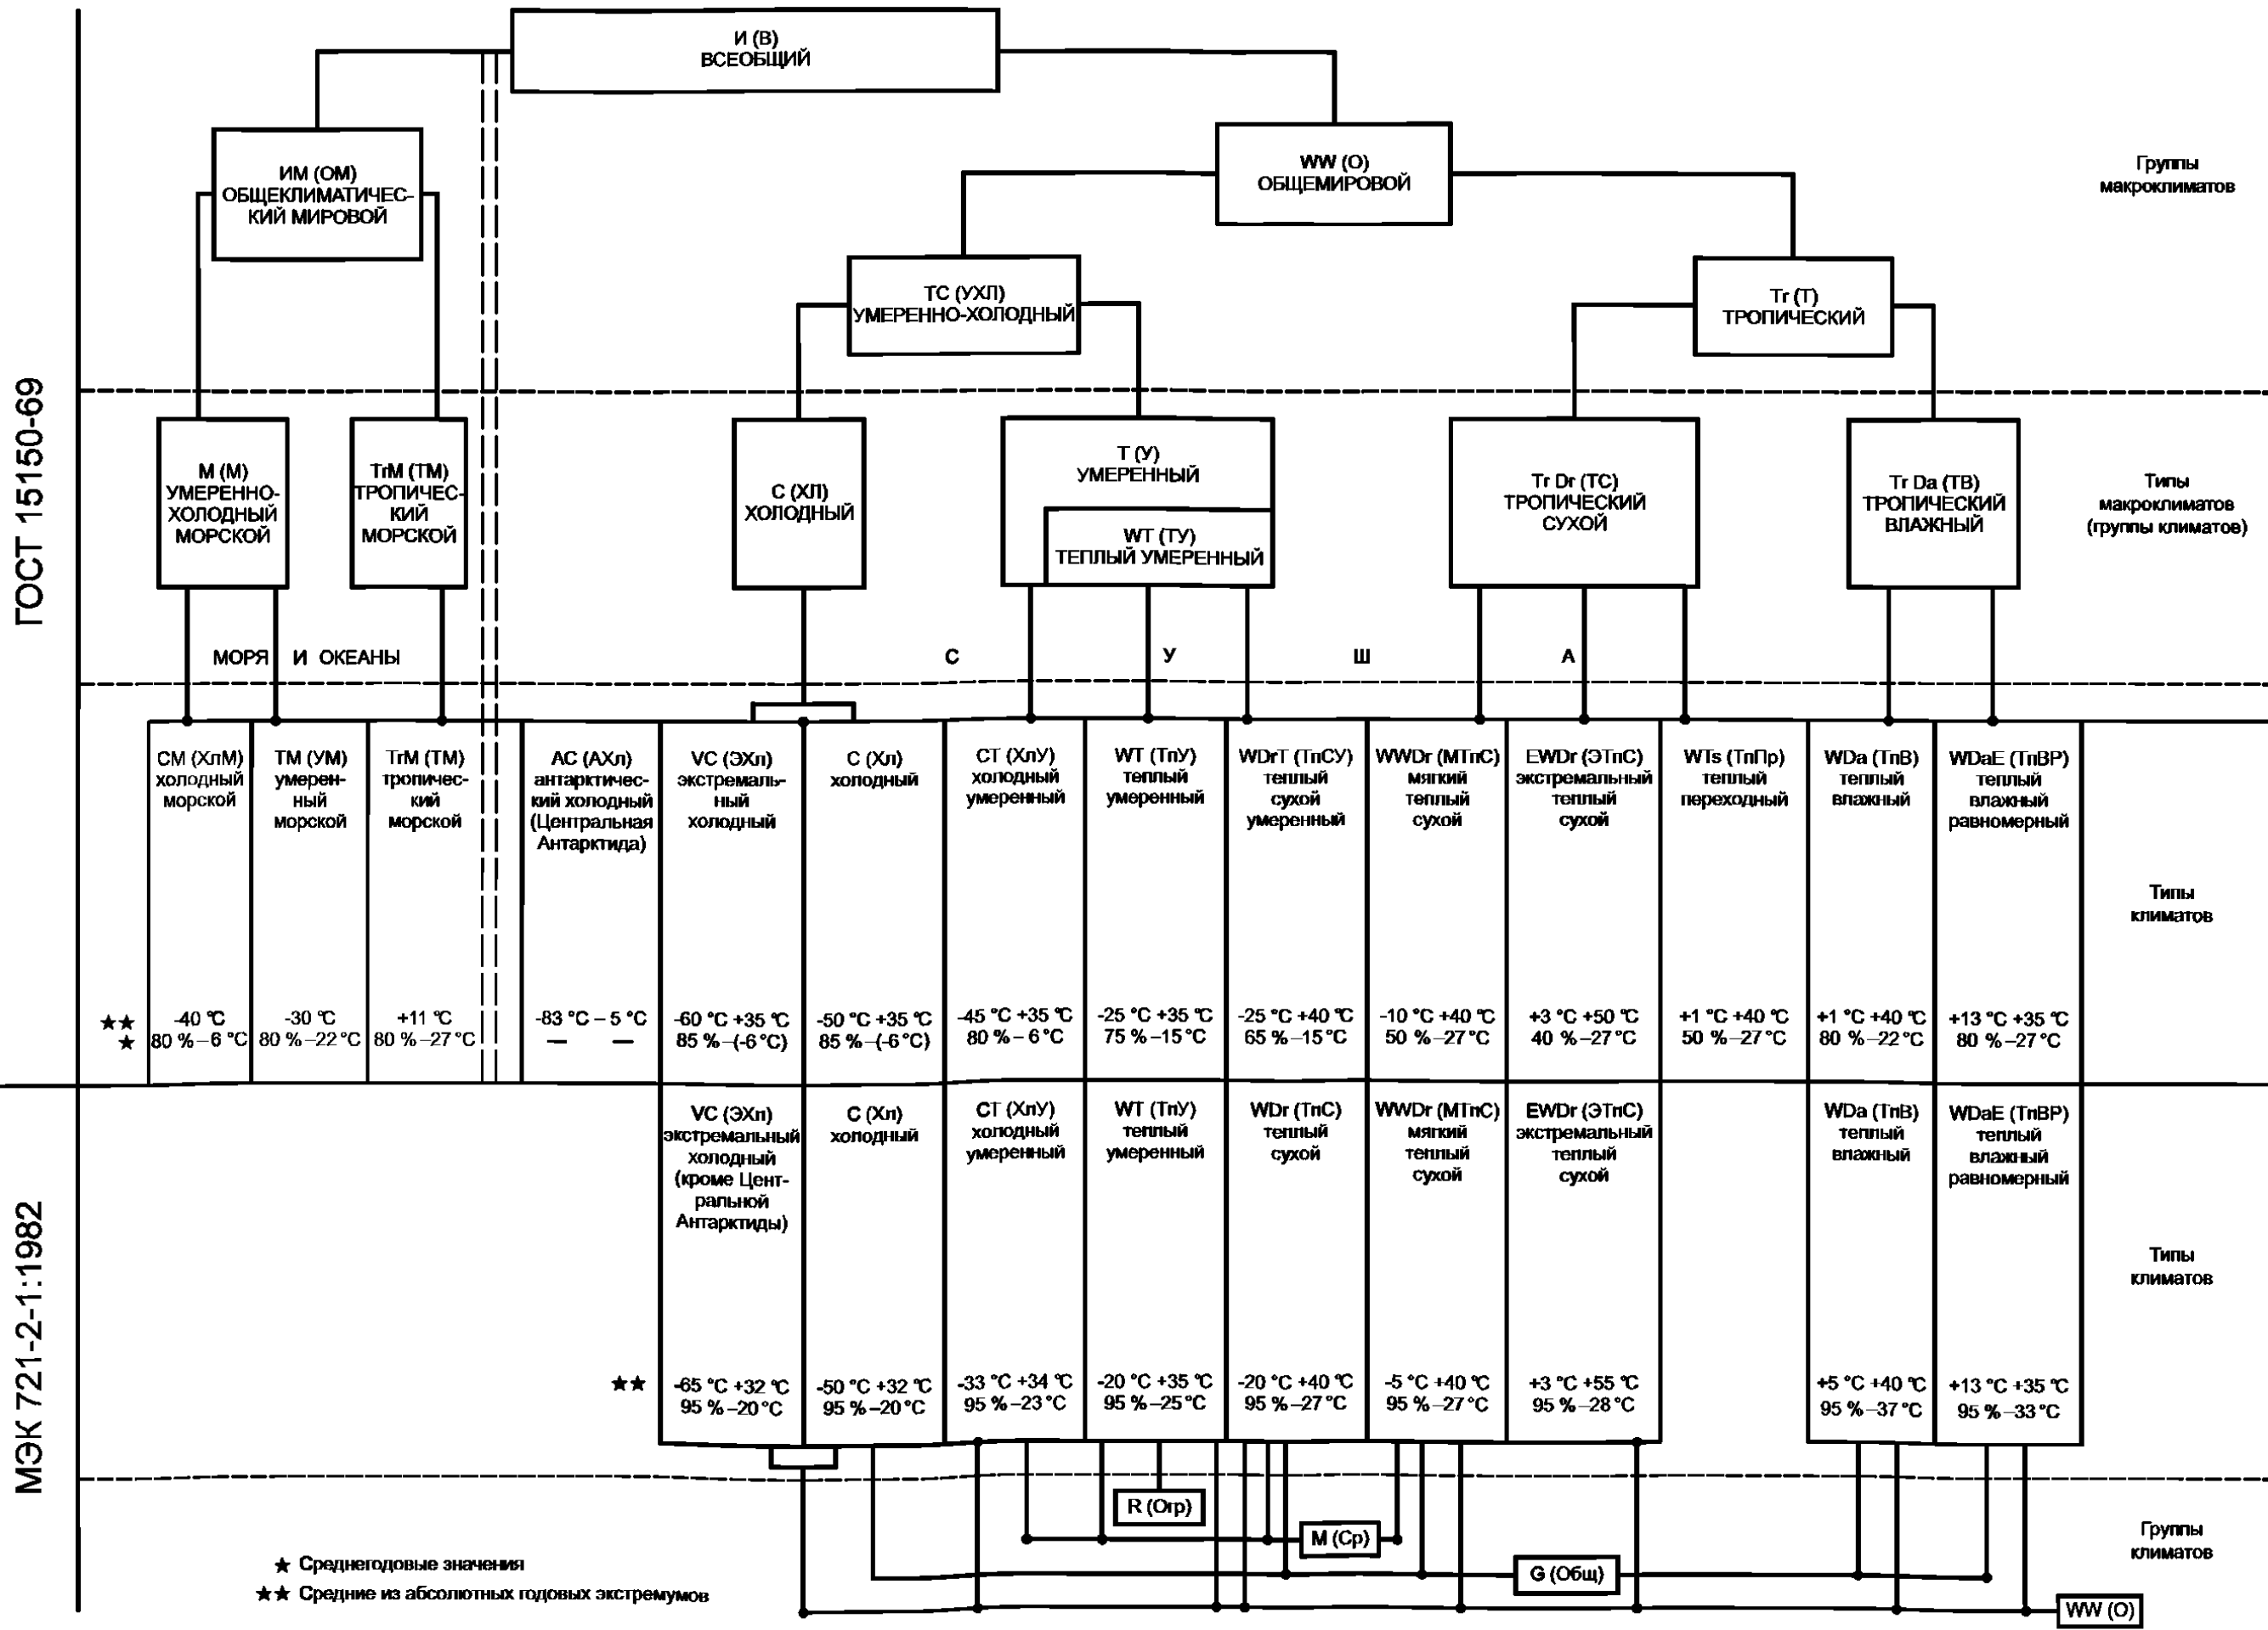 И (В)
ВСЕОБЩИЙ
ИМ (ОМ)
ОБЩЕКЛИМАТИЧЕС-
КИЙ МИРОВОЙ
WW (О)
ОБЩЕМИРОВОЙ
Группы
макроклиматов
ТС (УХЛ)
УМЕРЕННО-ХОЛОДНЫЙ
Tr (Т)
ТРОПИЧЕСКИЙ
ГОСТ 15150-69
М (М)
УМЕРЕННО-
ХОЛОДНЫЙ
МОРСКОЙ
TrM (ТМ)
ТРОПИЧЕС-
КИЙ
МОРСКОЙ
С (ХЛ)
ХОЛОДНЫЙ
Т (У)
УМЕРЕННЫЙ
WT (ТУ)
ТЕПЛЫЙ УМЕРЕННЫЙ
Tr Dr (ТС)
ТРОПИЧЕСКИЙ
СУХОЙ
Tr Da (ТВ)
ТРОПИЧЕСКИЙ
ВЛАЖНЫЙ
Типы
макроклиматов
(группы климатов)
МОРЯ И ОКЕАНЫ
С У Ш А
СМ (ХлМ)
холодный
морской
ТМ (УМ)
умерен-
ный
морской
TrM (ТМ)
тропичес-
кий
морской
АС (АХл)
антарктичес-
кий холодный
(Центральная
Антарктида)
VC (ЭХл)
экстремаль-
ный
холодный
С (Хл)
холодный
СТ (ХлУ)
холодный
умеренный
WT (ТпУ)
теплый
умеренный
WDrT (ТпСУ)
теплый
сухой
умеренный
WWDr (МТпС)
мягкий
теплый
сухой
EWDr (ЭТпС)
экстремальный
теплый
сухой
WTs (ТпПр)
теплый
переходный
WDa (ТпВ)
теплый
влажный
WDaE (ТпВР)
теплый
влажный
равномерный
Типы
климатов
★★
★
-40 °С
80 %–6 °С
-30 °С
80 %–22 °С
+11 °С
80 %–27 °С
-83 °С – 5 °С
— —
-60 °С +35 °С
85 %–(-6 °С)
-50 °С +35 °С
85 %–(-6 °С)
-45 °С +35 °С
80 %– 6 °С
-25 °С +35 °С
75 %–15 °С
-25 °С +40 °С
65 %–15 °С
-10 °С +40 °С
50 %–27 °С
+3 °С +50 °С
40 %–27 °С
+1 °С +40 °С
50 %–27 °С
+1 °С +40 °С
80 %–22 °С
+13 °С +35 °С
80 %–27 °С
МЭК 721-2-1:1982
VC (ЭХл)
экстремальный
холодный
(кроме Цент-
ральной
Антарктиды)
С (Хл)
холодный
СТ (ХлУ)
холодный
умеренный
WT (ТпУ)
теплый
умеренный
WDr (ТпС)
теплый
сухой
WWDr (МТпС)
мягкий
теплый
сухой
EWDr (ЭТпС)
экстремальный
теплый
сухой
WDa (ТпВ)
теплый
влажный
WDaE (ТпВР)
теплый
влажный
равномерный
Типы
климатов
★★
-65 °С +32 °С
95 %–20 °С
-50 °С +32 °С
95 %–20 °С
-33 °С +34 °С
95 %–23 °С
-20 °С +35 °С
95 %–25 °С
-20 °С +40 °С
95 %–27 °С
-5 °С +40 °С
95 %–27 °С
+3 °С +55 °С
95 %–28 °С
+5 °С +40 °С
95 %–37 °С
+13 °С +35 °С
95 %–33 °С
R (Огр)
М (Ср)
G (Общ)
WW (О)
Группы
климатов
★ Среднегодовые значения
★★ Средние из абсолютных годовых экстремумов